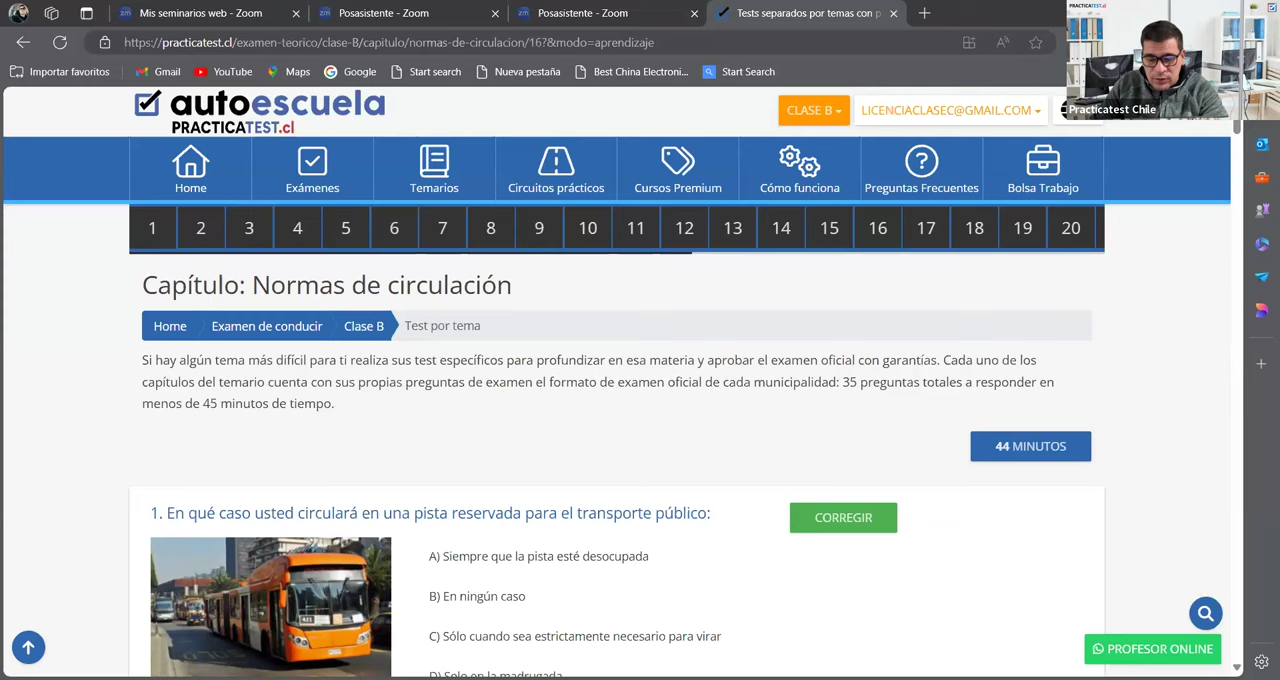 Mis seminarios web - Zoom
Posasistente - Zoom
Posasistente - Zoom
Tests separados por temas con p
https://practicatest.cl/examen-teorico/clase-B/capitulo/normas-de-circulacion/16?&modo=aprendizaje
Importar favoritos
Gmail
YouTube
Maps
Google
Start search
Nueva pestaña
Best China Electroni...
Start Search
PRACTICATEST.cl
Practicatest Chile
autoescuela
PRACTICATEST.cl
CLASE B
LICENCIACLASEC@GMAIL.COM
Home
Exámenes
Temarios
Circuitos prácticos
Cursos Premium
Cómo funciona
Preguntas Frecuentes
Bolsa Trabajo
1 2 3 4 5 6 7 8 9 10 11 12 13 14 15 16 17 18 19 20
Capítulo: Normas de circulación
Home Examen de conducir Clase B Test por tema
Si hay algún tema más difícil para ti realiza sus test específicos para profundizar en esa materia y aprobar el examen oficial con garantías. Cada uno de los
capítulos del temario cuenta con sus propias preguntas de examen el formato de examen oficial de cada municipalidad: 35 preguntas totales a responder en
menos de 45 minutos de tiempo.
44 MINUTOS
1. En qué caso usted circulará en una pista reservada para el transporte público:
CORREGIR
A) Siempre que la pista esté desocupada
B) En ningún caso
C) Sólo cuando sea estrictamente necesario para virar
D) Solo en la madrugada
PROFESOR ONLINE